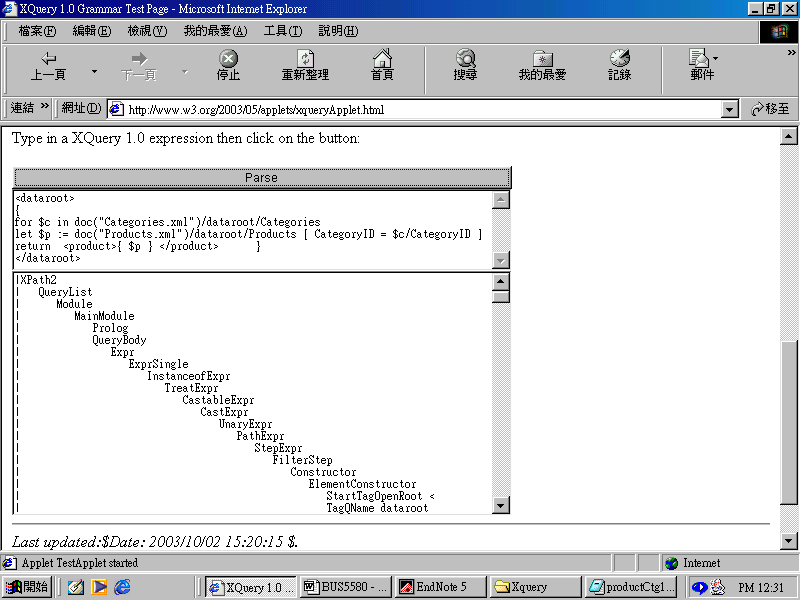 XQuery 1.0 Grammar Test Page - Microsoft Internet Explorer
檔案(F) 編輯(E) 檢視(V) 我的最愛(A) 工具(T) 說明(H)
上一頁 下一頁 停止 重新整理 首頁 搜尋 我的最愛 記錄 郵件 »
連結 » 網址(D) http://www.w3.org/2003/05/applets/xqueryApplet.html 移至
Type in a XQuery 1.0 expression then click on the button:
Parse
<dataroot>
{
for $c in doc("Categories.xml")/dataroot/Categories
let $p := doc("Products.xml")/dataroot/Products [ CategoryID = $c/CategoryID ]
return  <product>{ $p } </product>      }
</dataroot>
|XPath2
|   QueryList
|      Module
|         MainModule
|            Prolog
|            QueryBody
|               Expr
|                  ExprSingle
|                     InstanceofExpr
|                        TreatExpr
|                           CastableExpr
|                              CastExpr
|                                 UnaryExpr
|                                    PathExpr
|                                       StepExpr
|                                          FilterStep
|                                             Constructor
|                                                ElementConstructor
|                                                   StartTagOpenRoot <
|                                                   TagQName dataroot
Last updated:$Date: 2003/10/02 15:20:15 $.
Applet TestApplet started Internet
開始 XQuery 1.0 ... BUS5580 - ... EndNote 5 Xquery productCtg1... PM 12:31